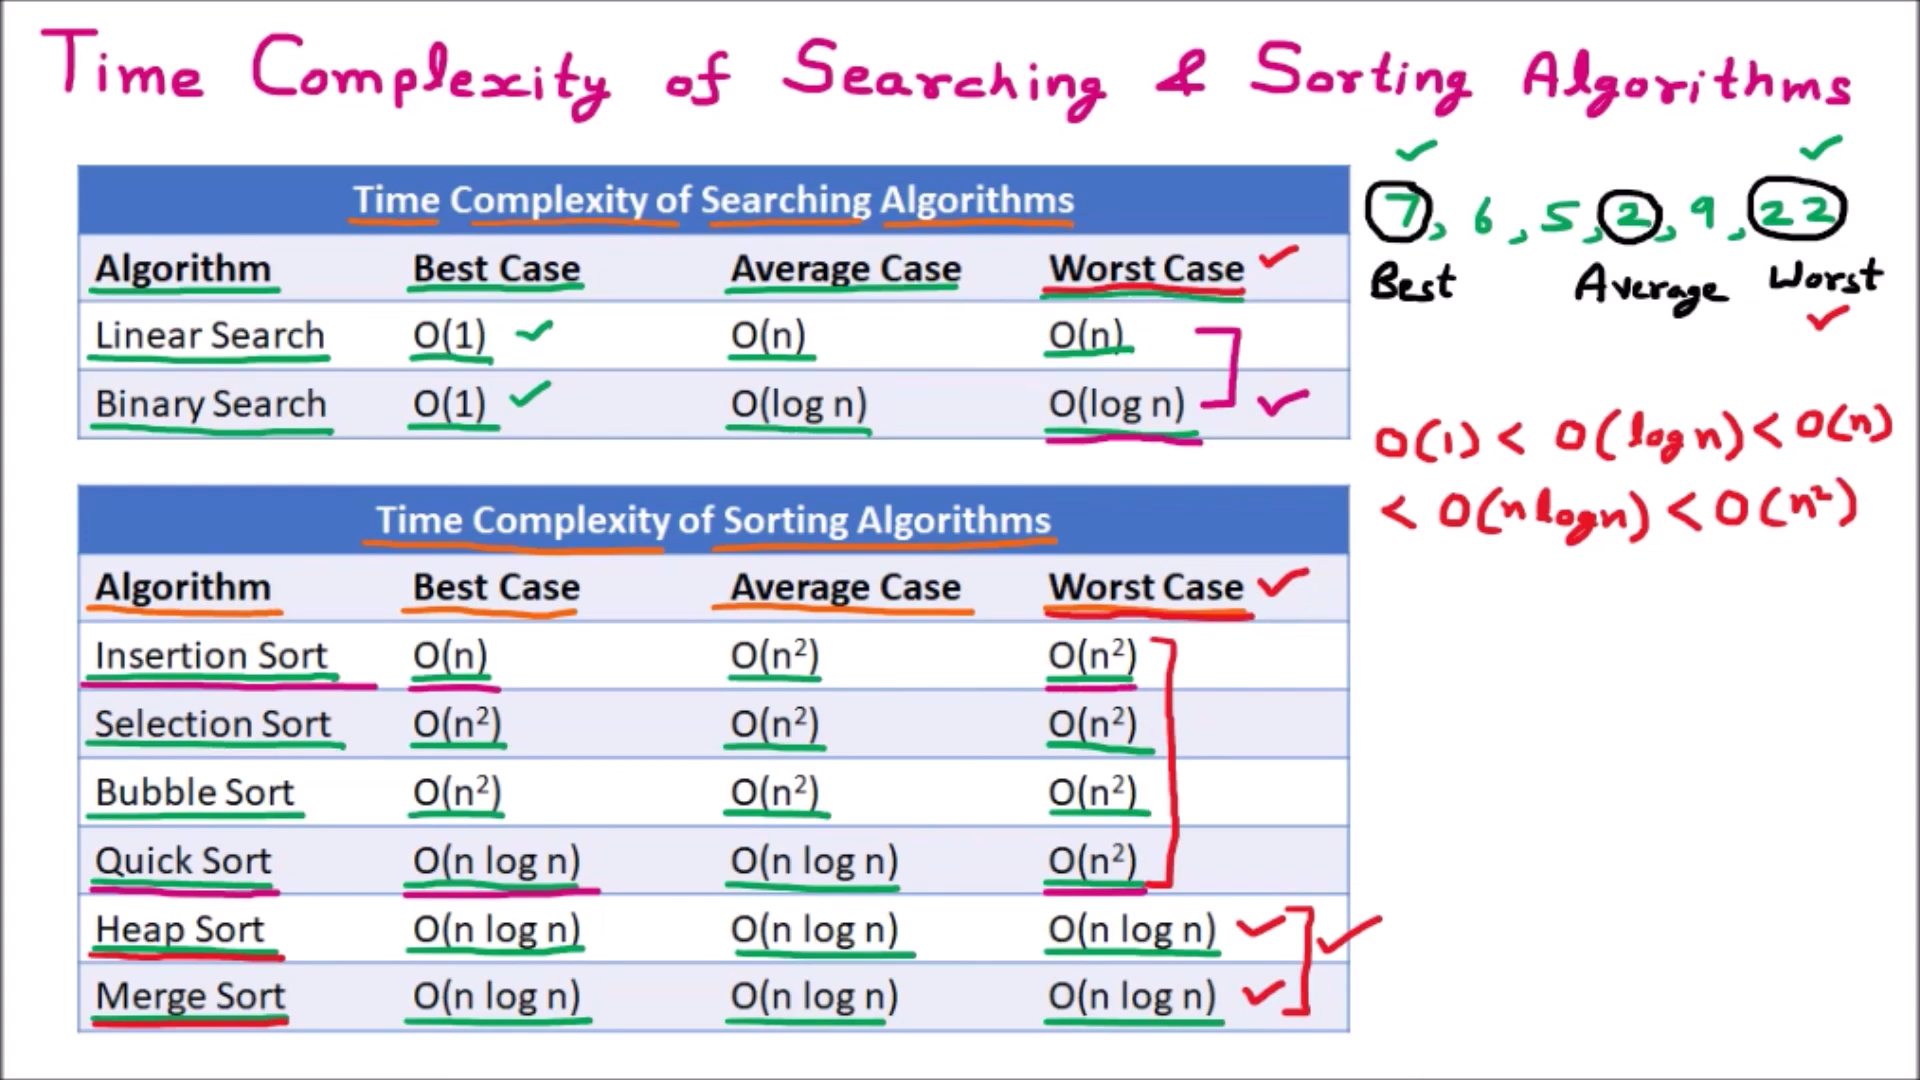 Time Complexity of Searching & Sorting Algorithms
Time Complexity of Searching Algorithms
Algorithm Best Case Average Case Worst Case
Linear Search O(1) O(n) O(n)
Binary Search O(1) O(log n) O(log n)
7, 6, 5, 2, 9, 22
Best Average Worst
O(1) < O(log n) < O(n)
< O(n log n) < O(n²)
Time Complexity of Sorting Algorithms
Algorithm Best Case Average Case Worst Case
Insertion Sort O(n) O(n²) O(n²)
Selection Sort O(n²) O(n²) O(n²)
Bubble Sort O(n²) O(n²) O(n²)
Quick Sort O(n log n) O(n log n) O(n²)
Heap Sort O(n log n) O(n log n) O(n log n)
Merge Sort O(n log n) O(n log n) O(n log n)